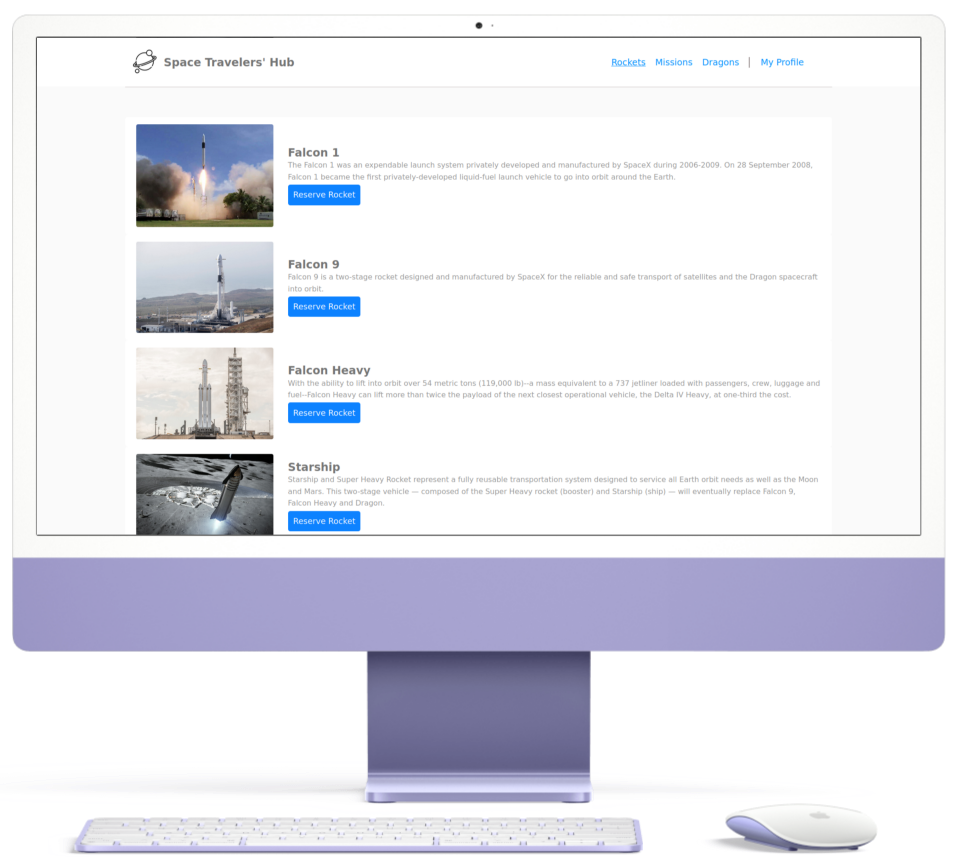 Space Travelers' Hub
Rockets Missions Dragons | My Profile
Falcon 1
The Falcon 1 was an expendable launch system privately developed and manufactured by SpaceX during 2006-2009. On 28 September 2008,
Falcon 1 became the first privately-developed liquid-fuel launch vehicle to go into orbit around the Earth.
Reserve Rocket
Falcon 9
Falcon 9 is a two-stage rocket designed and manufactured by SpaceX for the reliable and safe transport of satellites and the Dragon spacecraft
into orbit.
Reserve Rocket
Falcon Heavy
With the ability to lift into orbit over 54 metric tons (119,000 lb)--a mass equivalent to a 737 jetliner loaded with passengers, crew, luggage and
fuel--Falcon Heavy can lift more than twice the payload of the next closest operational vehicle, the Delta IV Heavy, at one-third the cost.
Reserve Rocket
Starship
Starship and Super Heavy Rocket represent a fully reusable transportation system designed to service all Earth orbit needs as well as the Moon
and Mars. This two-stage vehicle — composed of the Super Heavy rocket (booster) and Starship (ship) — will eventually replace Falcon 9,
Falcon Heavy and Dragon.
Reserve Rocket